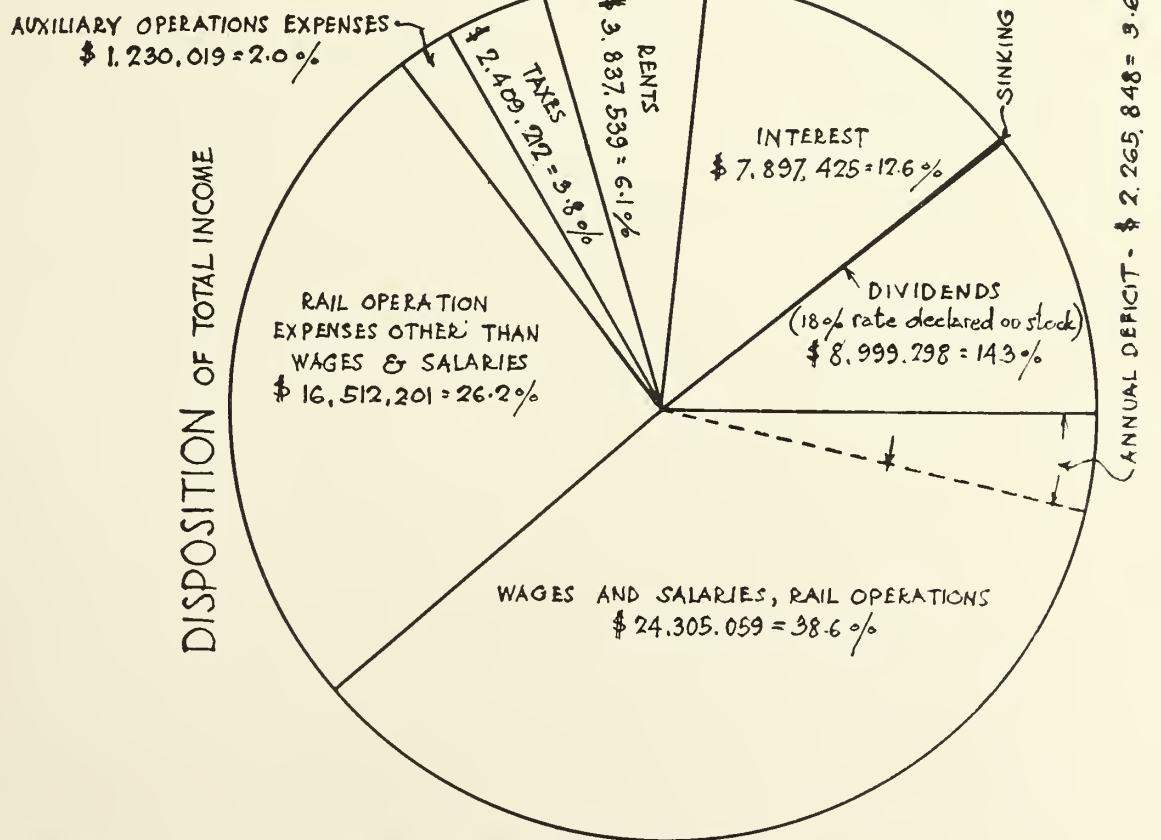 AUXILIARY OPERATIONS EXPENSES
$ 1.230,019 = 2.0 %
TAXES
$ 2.409.212 = 3.8 %
RENTS
$ 3.837.539 = 6.1 %
INTEREST
$ 7.897,425 = 12.6 %
SINKING
DIVIDENDS
(18% rate declared on stock)
$ 8.999.298 = 14.3 %
ANNUAL DEFICIT - $ 2.265.848 = 3.6
DISPOSITION OF TOTAL INCOME
RAIL OPERATION
EXPENSES OTHER THAN
WAGES & SALARIES
$ 16,512,201 = 26.2 %
WAGES AND SALARIES, RAIL OPERATIONS
$ 24.305.059 = 38.6 %